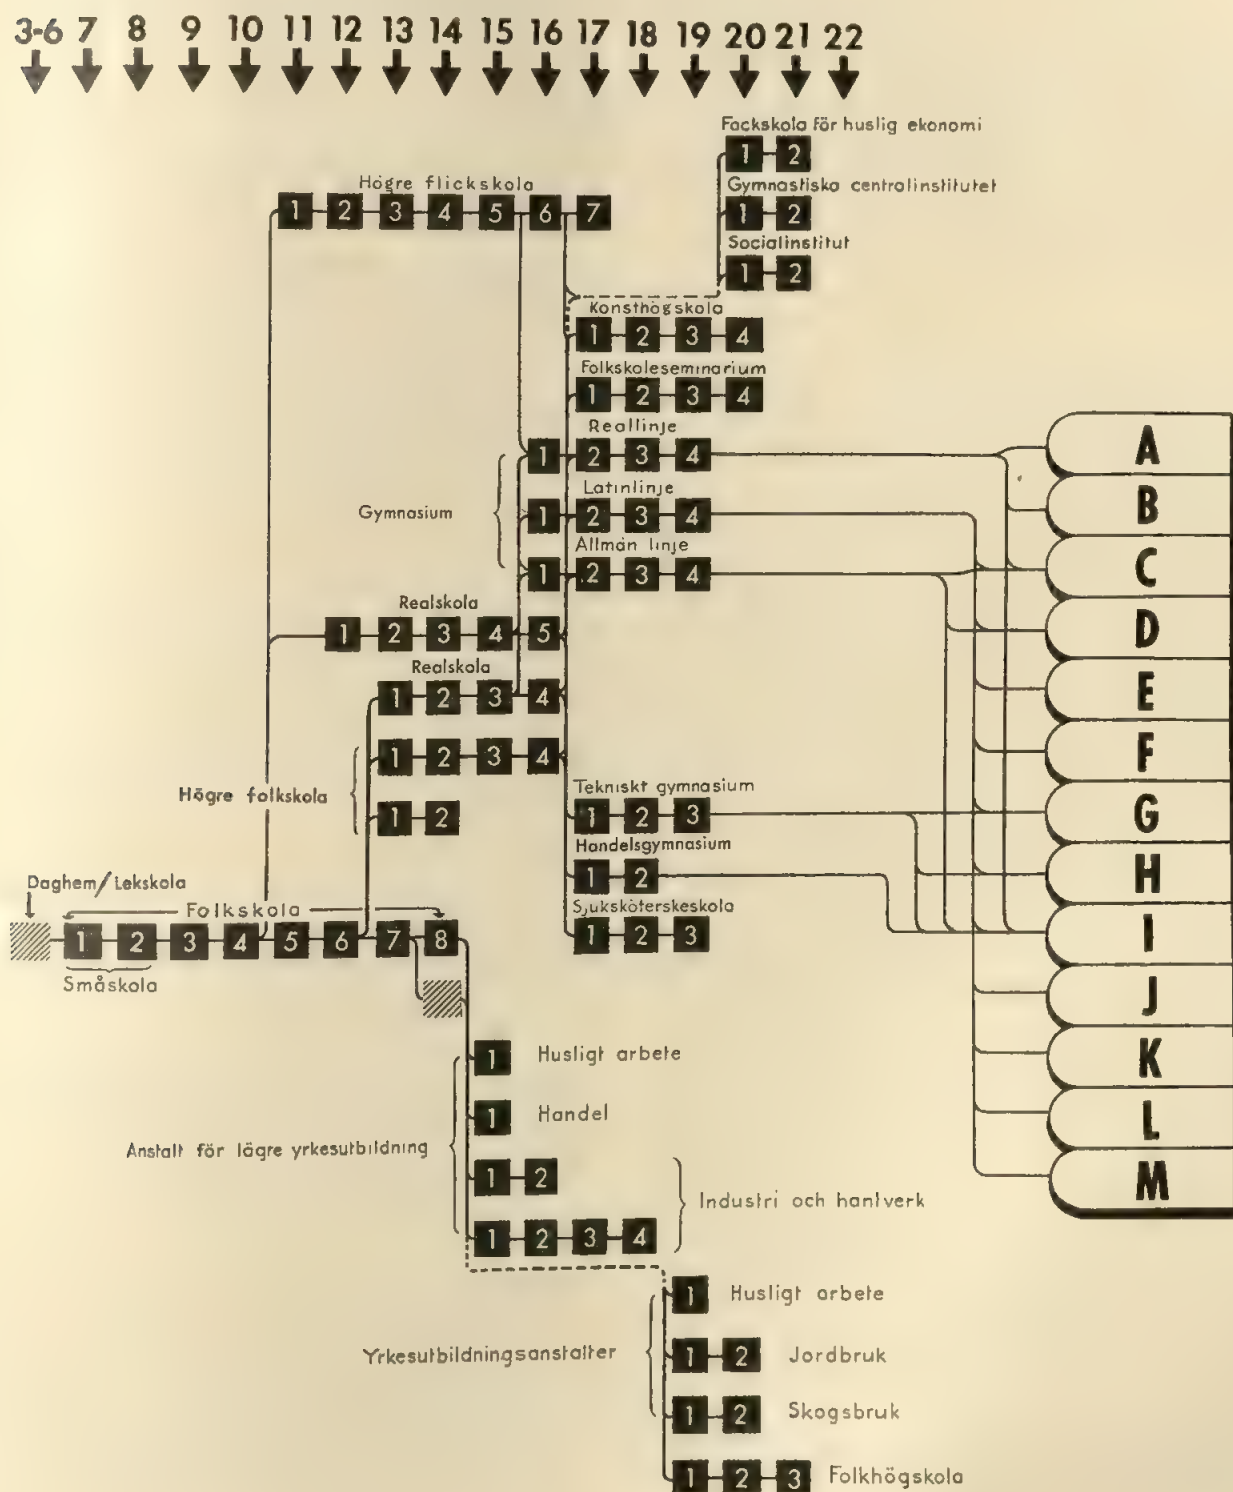 3-6 7 8 9 10 11 12 13 14 15 16 17 18 19 20 21 22
Fackskola för huslig ekonomi
1 2
Gymnastiska centralinstitutet
1 2
Socialinstitut
1 2
Högre flickskola
1 2 3 4 5 6 7
Konsthögskola
1 2 3 4
Folkskoleseminarium
1 2 3 4
Gymnasium
Reallinje
1 2 3 4
Latinlinje
1 2 3 4
Allmän linje
1 2 3 4
Realskola
1 2 3 4 5
Realskola
1 2 3 4
Högre folkskola
1 2 3 4
1 2
Tekniskt gymnasium
1 2 3
Handelsgymnasium
1 2
Sjuksköterskeskola
1 2 3
Daghem/Lekskola
Folkskola
1 2 3 4 5 6 7 8
Småskola
Anstalt för lägre yrkesutbildning
1 Husligt arbete
1 Handel
1 2
Industri och hantverk
1 2 3 4
Yrkesutbildningsanstalter
1 Husligt arbete
1 2 Jordbruk
1 2 Skogsbruk
1 2 3 Folkhögskola
A
B
C
D
E
F
G
H
I
J
K
L
M